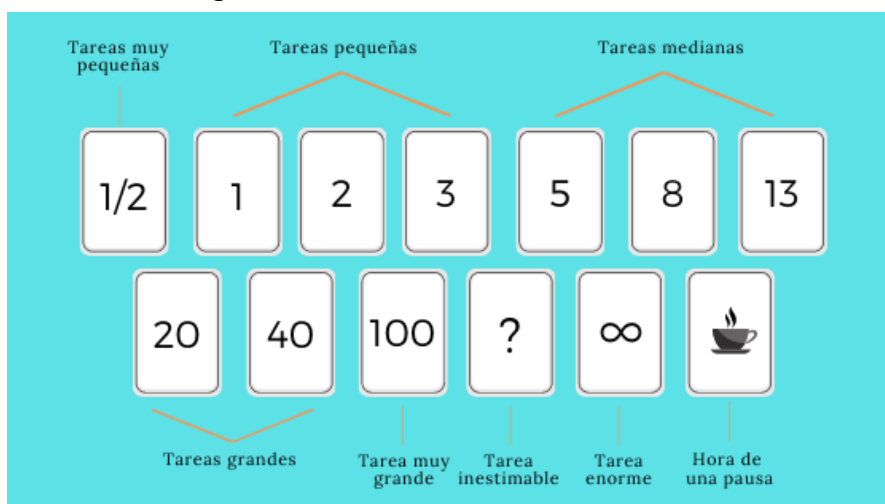 Tareas muy
pequeñas
Tareas pequeñas
Tareas medianas
1/2
1
2
3
5
8
13
20
40
100
?
∞
Tareas grandes
Tarea muy
grande
Tarea
inestimable
Tarea
enorme
Hora de
una pausa